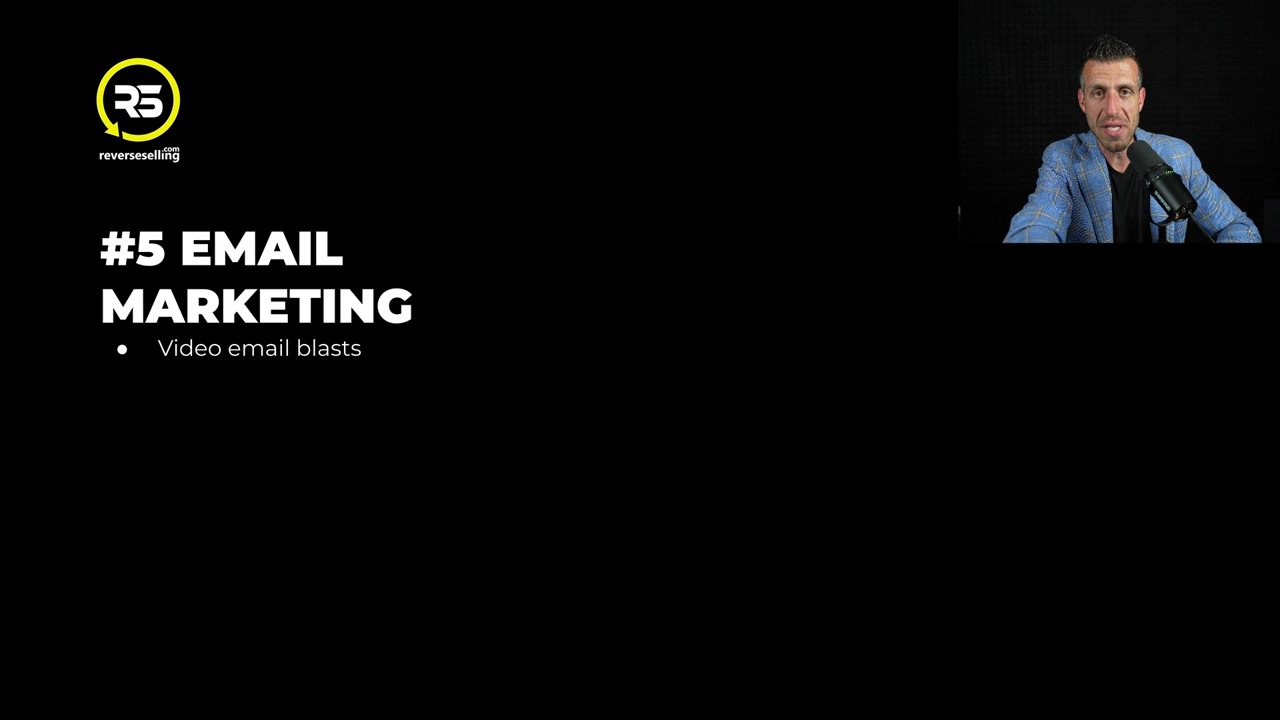 RS
.com
reverseselling
#5 EMAIL
MARKETING
● Video email blasts